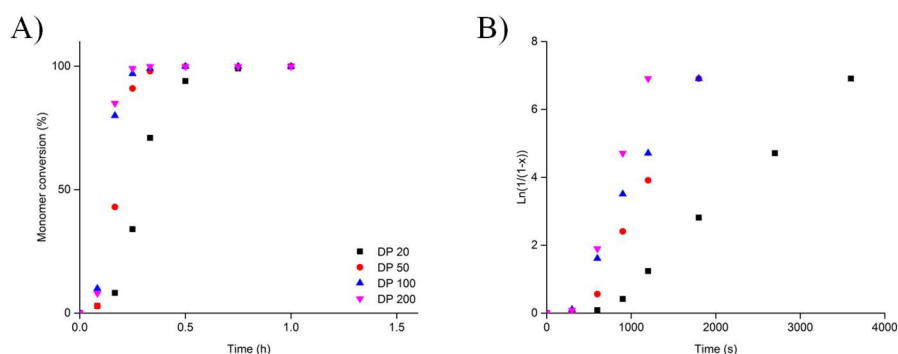 A)
Monomer conversion (%)
100
50
0
0.0
0.5
1.0
1.5
Time (h)
DP 20
DP 50
DP 100
DP 200
B)
Ln(1/(1-x))
8
6
4
2
0
0
1000
2000
3000
4000
Time (s)